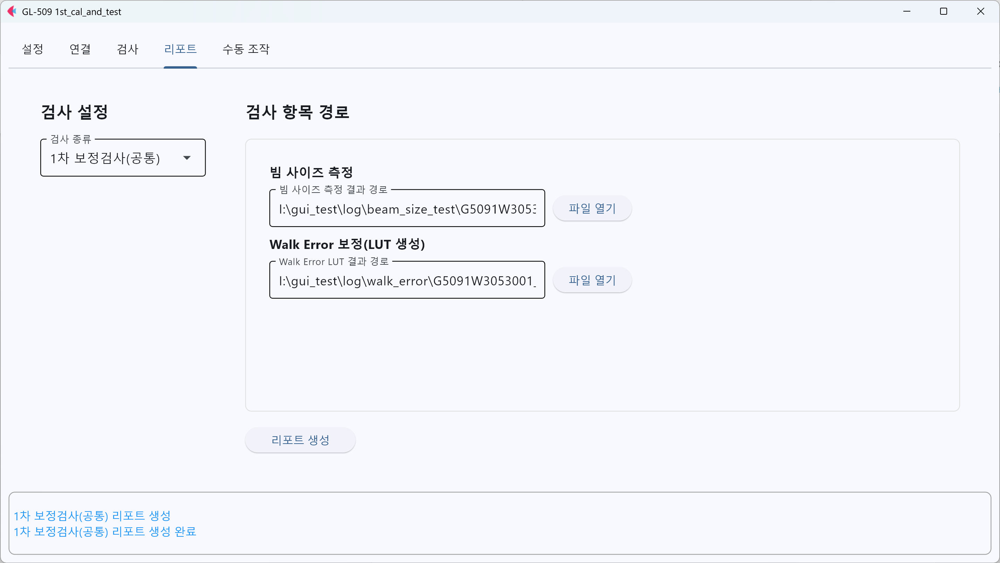 GL-509 1st_cal_and_test
설정 연결 검사 리포트 수동 조작
검사 설정
검사 종류
1차 보정검사(공통)
검사 항목 경로
빔 사이즈 측정
빔 사이즈 측정 결과 경로
I:\gui_test\log\beam_size_test\G5091W3053
파일 열기
Walk Error 보정(LUT 생성)
Walk Error LUT 결과 경로
I:\gui_test\log\walk_error\G5091W3053001_
파일 열기
리포트 생성
1차 보정검사(공통) 리포트 생성
1차 보정검사(공통) 리포트 생성 완료